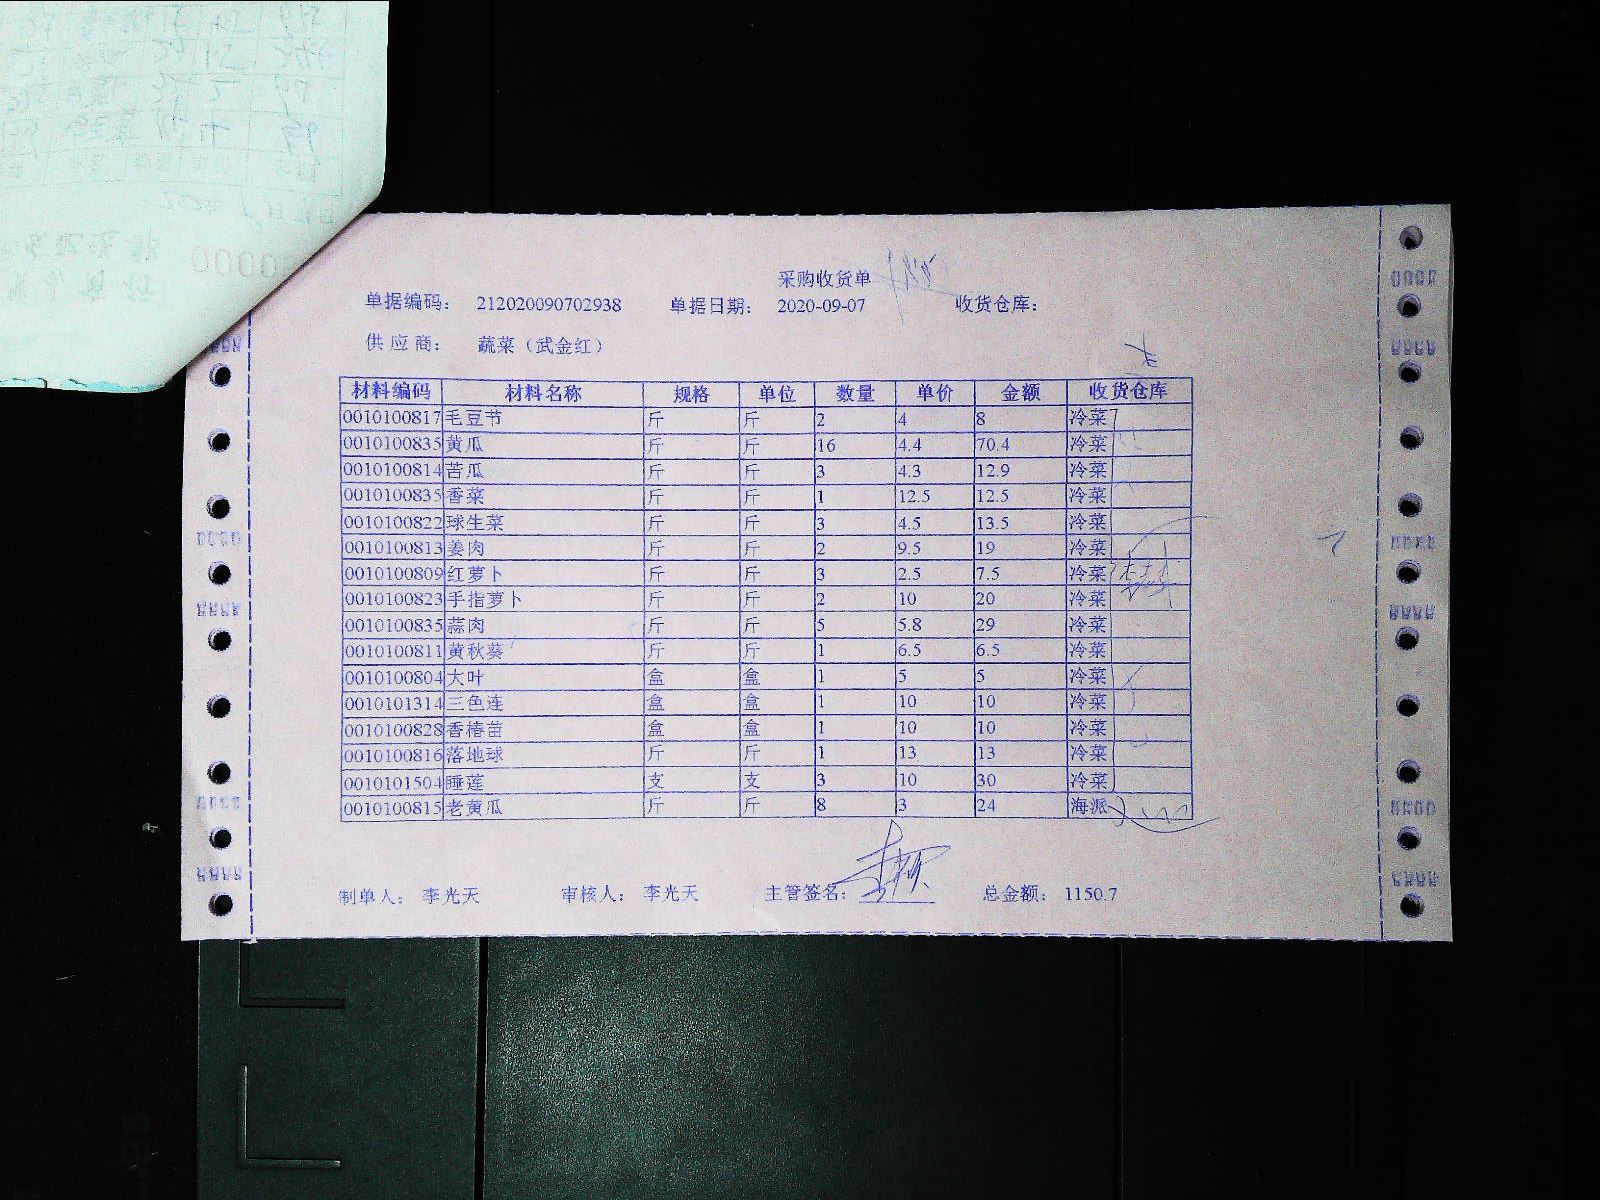 采购收货单
单据编码： 212020090702938 单据日期： 2020-09-07 收货仓库：
供应商： 蔬菜（武金红）
材料编码 材料名称 规格 单位 数量 单价 金额 收货仓库
0010100817 毛豆节 斤 斤 2 4 8 冷菜
0010100835 黄瓜 斤 斤 16 4.4 70.4 冷菜
0010100814 苦瓜 斤 斤 3 4.3 12.9 冷菜
0010100835 香菜 斤 斤 1 12.5 12.5 冷菜
0010100822 球生菜 斤 斤 3 4.5 13.5 冷菜
0010100813 姜肉 斤 斤 2 9.5 19 冷菜
0010100809 红萝卜 斤 斤 3 2.5 7.5 冷菜
0010100823 手指萝卜 斤 斤 2 10 20 冷菜
0010100835 蒜肉 斤 斤 5 5.8 29 冷菜
0010100811 黄秋葵 斤 斤 1 6.5 6.5 冷菜
0010100804 大叶 盒 盒 1 5 5 冷菜
0010101314 三色连 盒 盒 1 10 10 冷菜
0010100828 香椿苗 盒 盒 1 10 10 冷菜
0010100816 落地球 斤 斤 1 13 13 冷菜
0010101504 睡莲 支 支 3 10 30 冷菜
0010100815 老黄瓜 斤 斤 8 3 24 海派
制单人： 李光天 审核人： 李光天 主管签名： 总金额： 1150.7